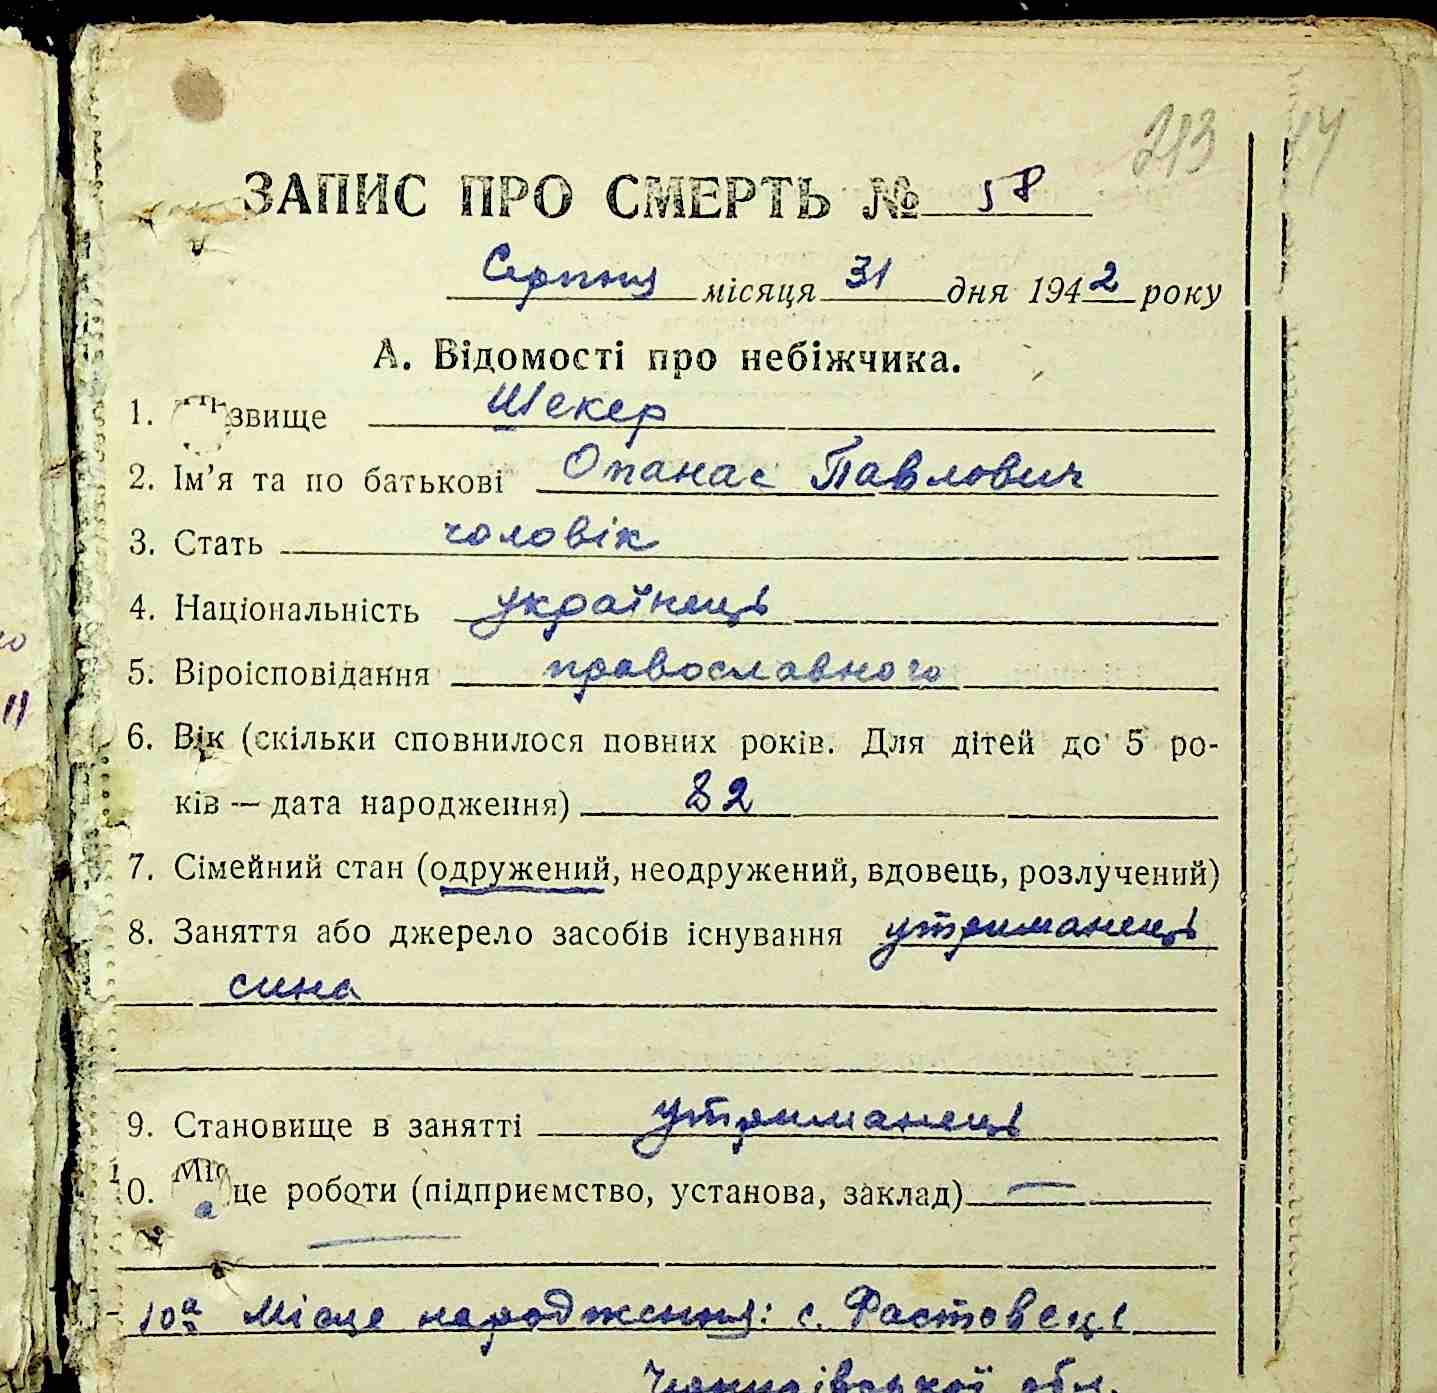 213 14
ЗАПИС ПРО СМЕРТЬ № 58
Серпня місяця 31 дня 1942 року
А. Відомості про небіжчика.
1. Прізвище Шекер
2. Ім’я та по батькові Опанас Павлович
3. Стать чоловік
4. Національність українець
5. Віроісповідання православного
6. Вік (скільки сповнилося повних років. Для дітей до 5 ро-
ків — дата народження) 82
7. Сімейний стан (одружений, неодружений, вдовець, розлучений)
8. Заняття або джерело засобів існування утриманець
сина
9. Становище в занятті утриманець
10. Місце роботи (підприємство, установа, заклад) —
—
10а Місце народження: с. Фастовець
Чернигівської обл.